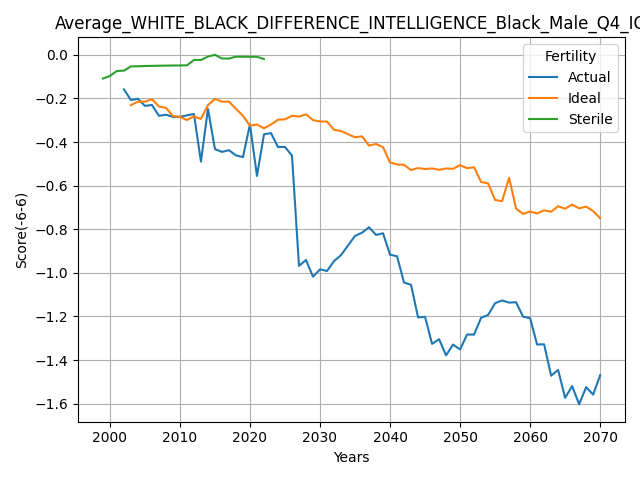 Average_WHITE_BLACK_DIFFERENCE_INTELLIGENCE_Black_Male_Q4_IC
Fertility
Actual
Ideal
Sterile
Score(-6-6)
0.0
−0.2
−0.4
−0.6
−0.8
−1.0
−1.2
−1.4
−1.6
2000 2010 2020 2030 2040 2050 2060 2070
Years